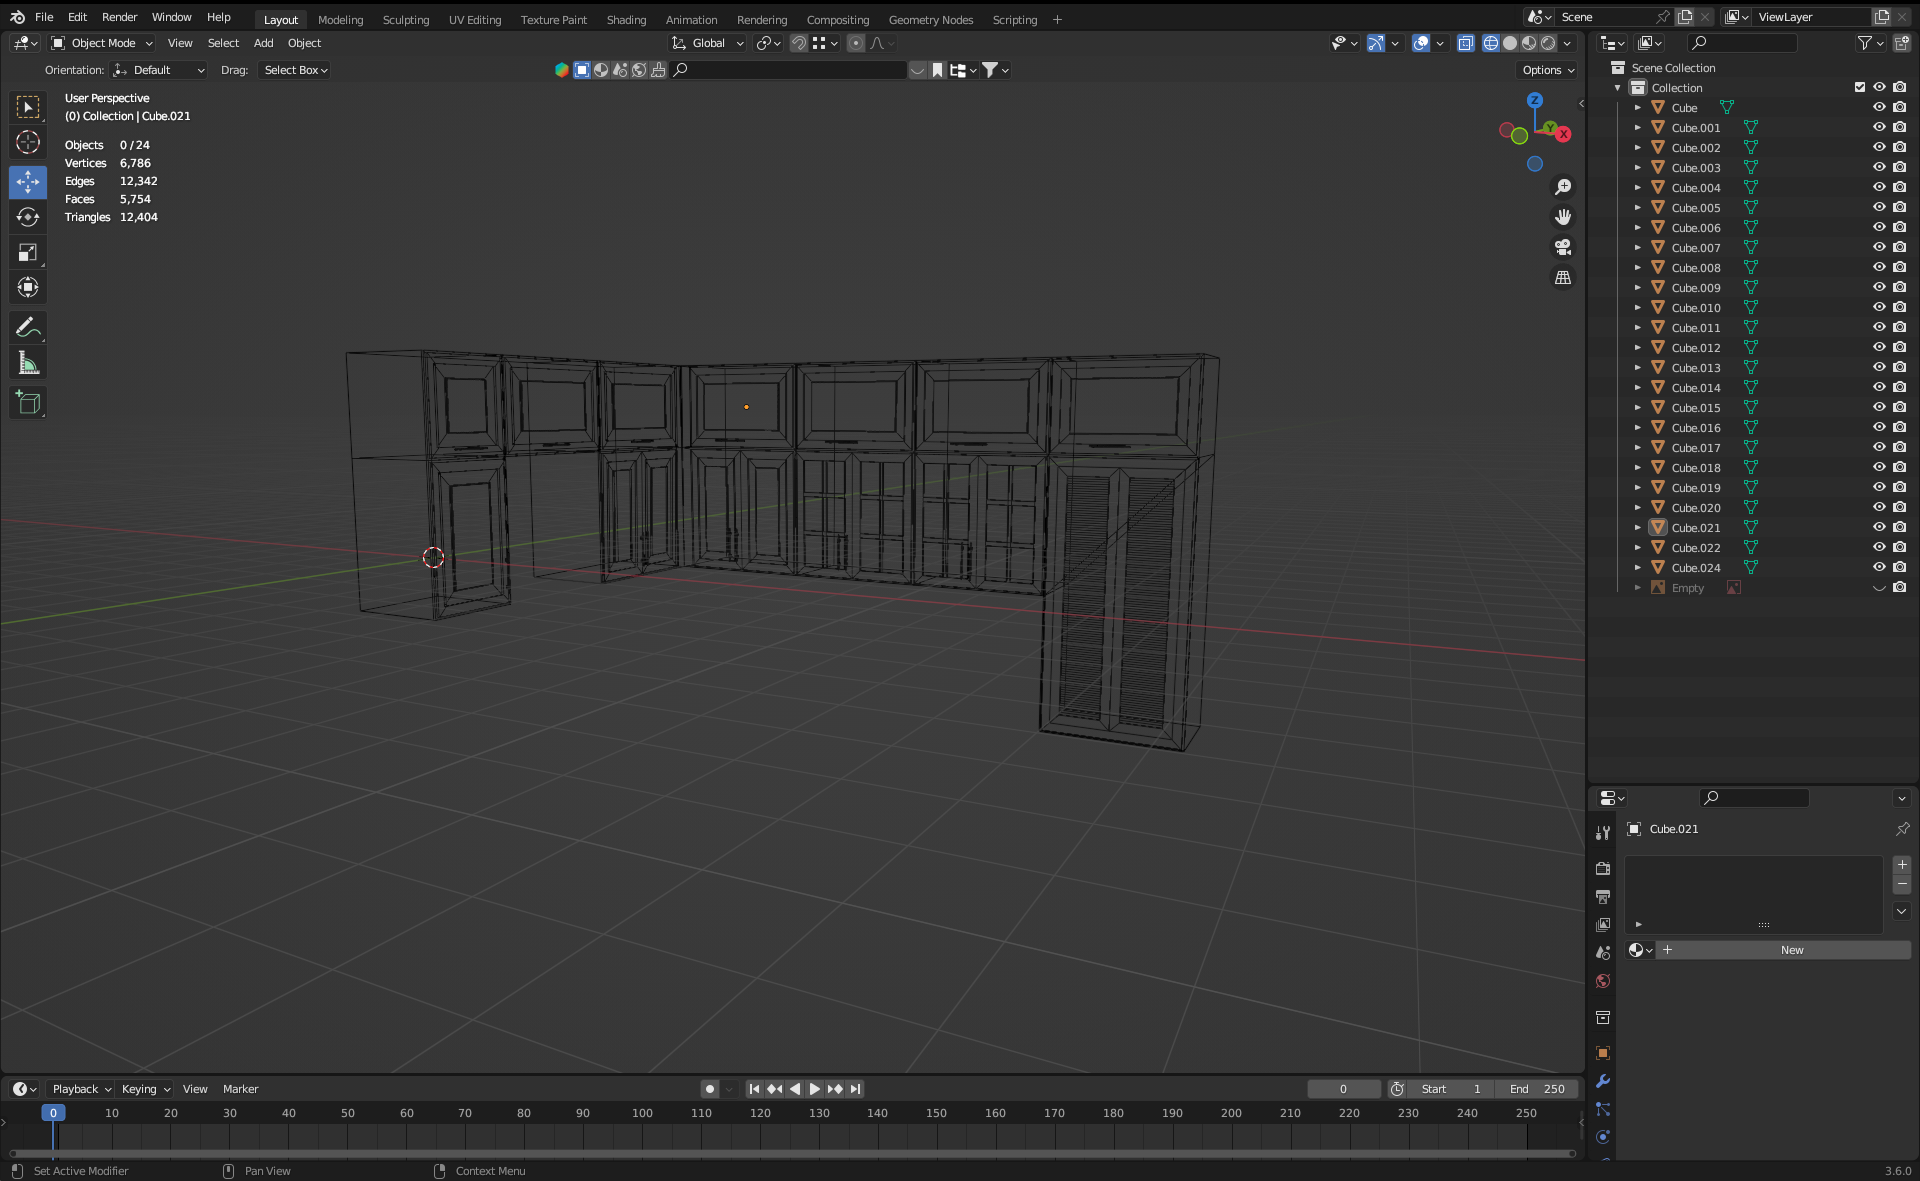 File Edit Render Window Help Layout Modeling Sculpting UV Editing Texture Paint Shading Animation Rendering Compositing Geometry Nodes Scripting + Scene ViewLayer
Object Mode View Select Add Object Global
Orientation: Default Drag: Select Box Options
User Perspective
(0) Collection | Cube.021
Objects 0 / 24
Vertices 6,786
Edges 12,342
Faces 5,754
Triangles 12,404
Z
Y
X
Scene Collection
Collection
Cube
Cube.001
Cube.002
Cube.003
Cube.004
Cube.005
Cube.006
Cube.007
Cube.008
Cube.009
Cube.010
Cube.011
Cube.012
Cube.013
Cube.014
Cube.015
Cube.016
Cube.017
Cube.018
Cube.019
Cube.020
Cube.021
Cube.022
Cube.024
Empty
Cube.021
+ New
Playback Keying View Marker 0 Start 1 End 250
0 10 20 30 40 50 60 70 80 90 100 110 120 130 140 150 160 170 180 190 200 210 220 230 240 250
Set Active Modifier Pan View Context Menu 3.6.0